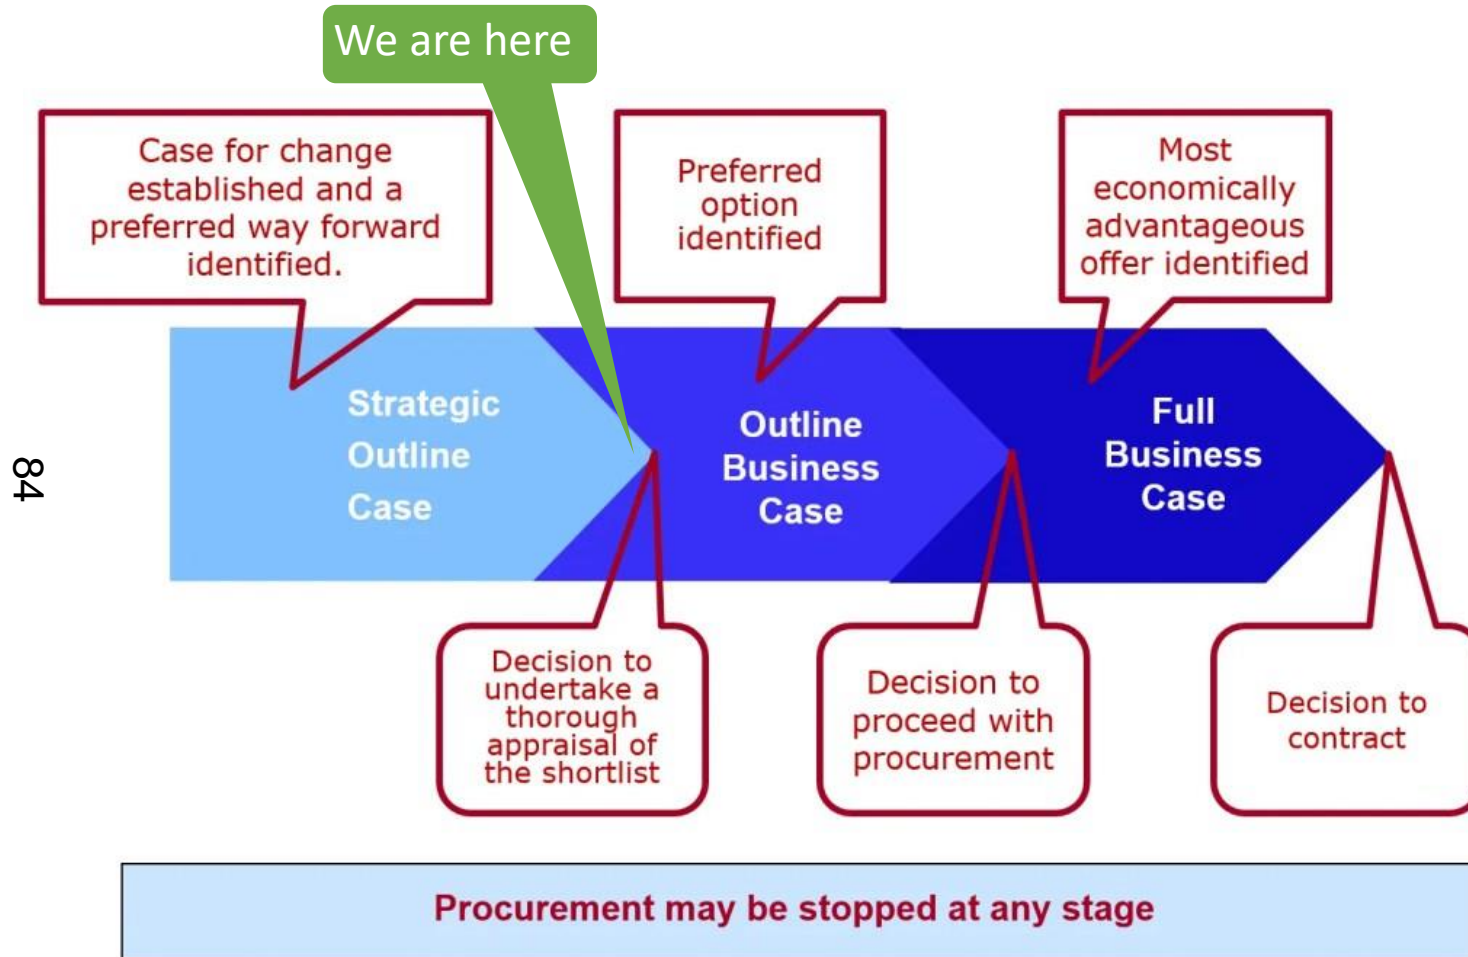 We are here
Case for change
established and a
preferred way forward
identified.
Preferred
option
identified
Most
economically
advantageous
offer identified
Strategic
Outline
Case
Outline
Business
Case
Full
Business
Case
84
Decision to
undertake a
thorough
appraisal of
the shortlist
Decision to
proceed with
procurement
Decision to
contract
Procurement may be stopped at any stage